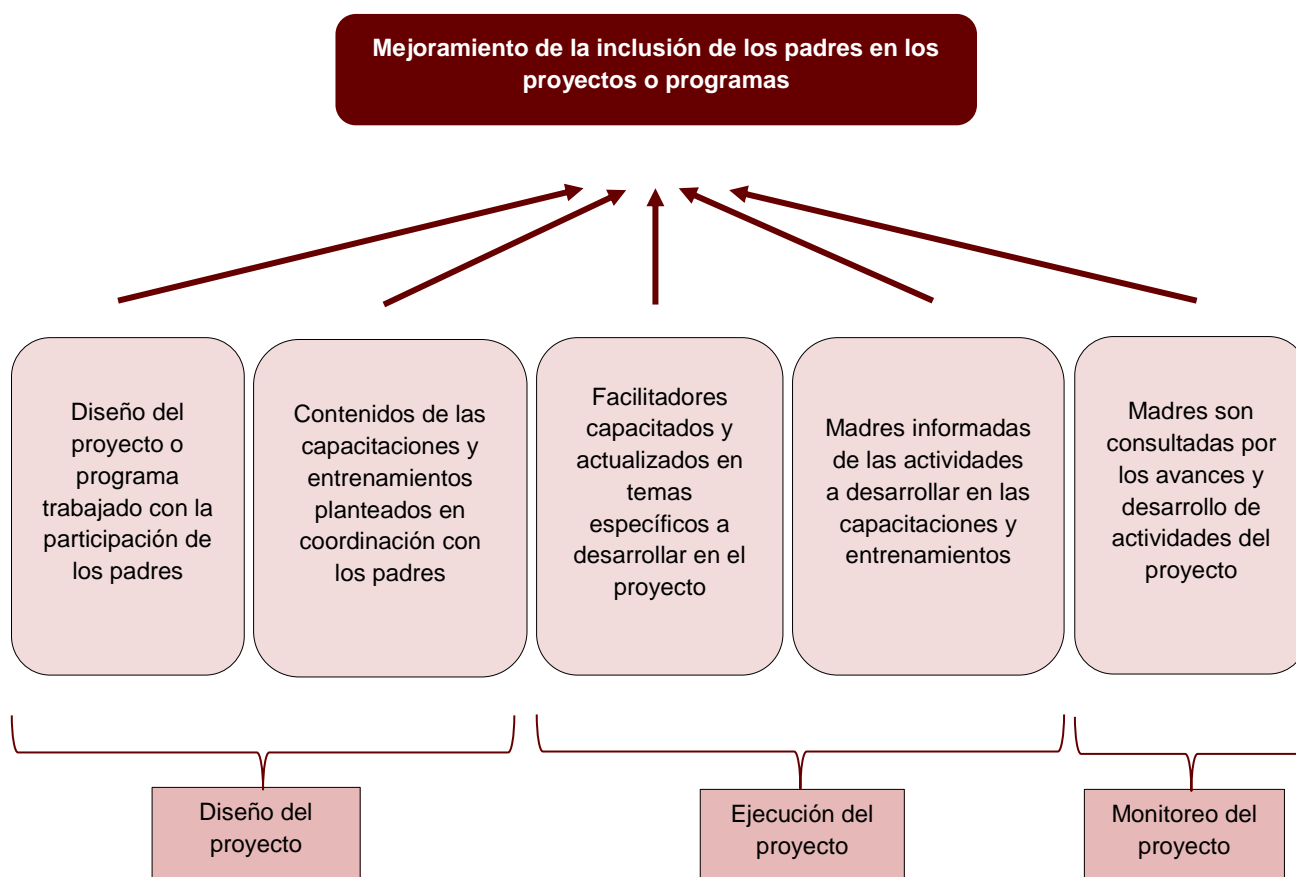 Mejoramiento de la inclusión de los padres en los
proyectos o programas
Diseño del
proyecto o
programa
trabajado con la
participación de
los padres
Contenidos de las
capacitaciones y
entrenamientos
planteados en
coordinación con
los padres
Facilitadores
capacitados y
actualizados en
temas
específicos a
desarrollar en el
proyecto
Madres informadas
de las actividades
a desarrollar en las
capacitaciones y
entrenamientos
Madres son
consultadas por
los avances y
desarrollo de
actividades del
proyecto
Diseño del
proyecto
Ejecución del
proyecto
Monitoreo del
proyecto